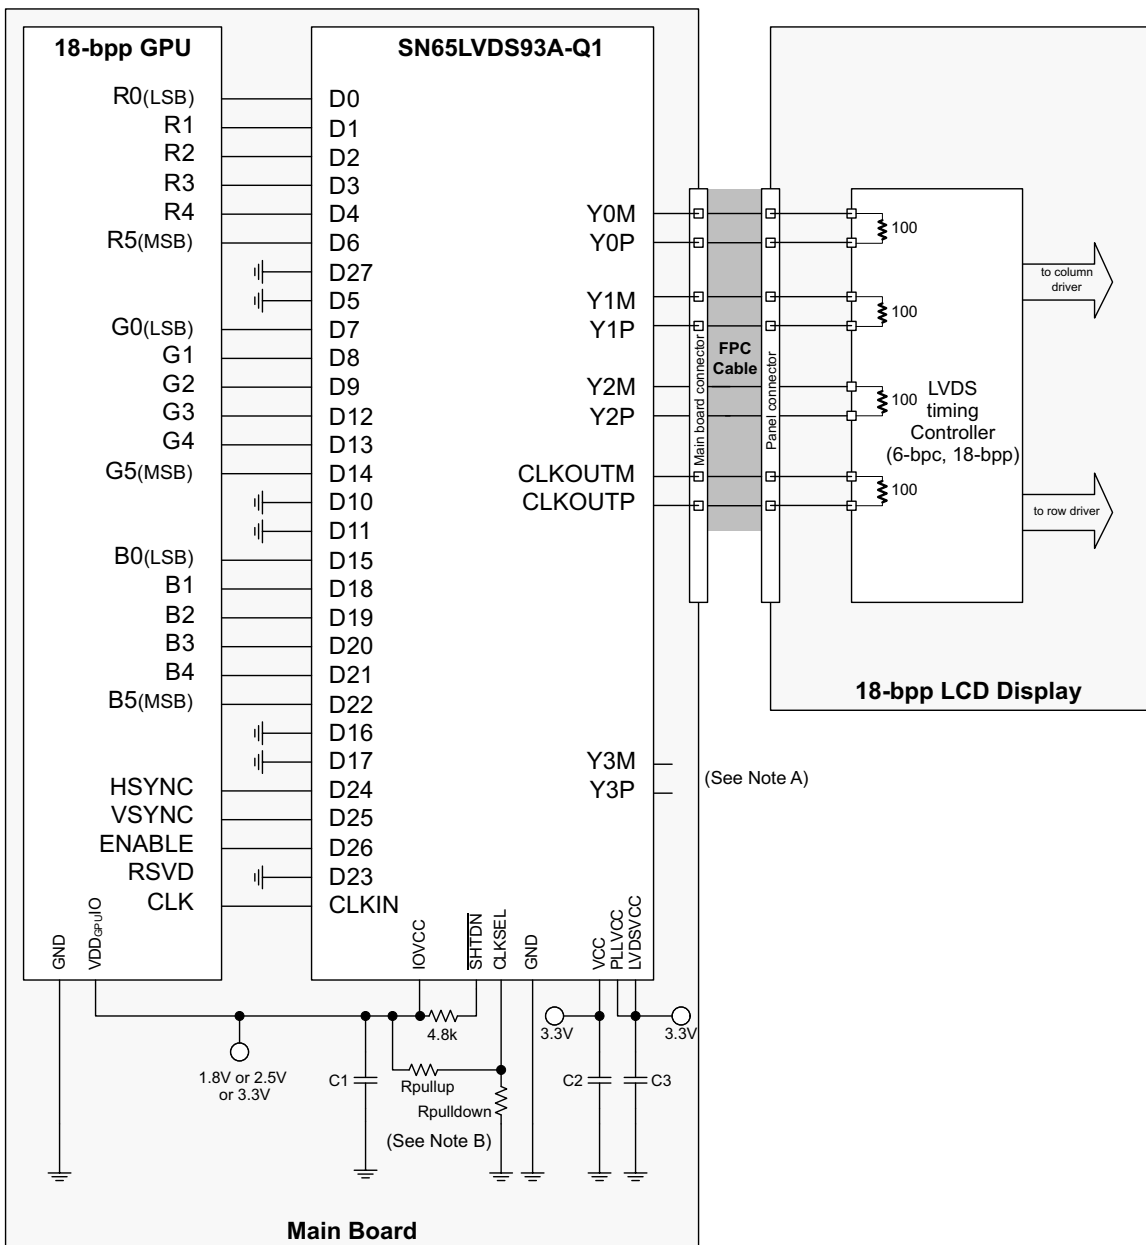 18-bpp GPU
SN65LVDS93A-Q1
R0(LSB)
R1
R2
R3
R4
R5(MSB)
G0(LSB)
G1
G2
G3
G4
G5(MSB)
B0(LSB)
B1
B2
B3
B4
B5(MSB)
HSYNC
VSYNC
ENABLE
RSVD
CLK
GND
VDDGPUIO
D0
D1
D2
D3
D4
D6
D27
D5
D7
D8
D9
D12
D13
D14
D10
D11
D15
D18
D19
D20
D21
D22
D16
D17
D24
D25
D26
D23
CLKIN
Y0M
Y0P
Y1M
Y1P
Y2M
Y2P
CLKOUTM
CLKOUTP
Y3M
Y3P
(See Note A)
IOVCC
SHTDN
CLKSEL
GND
VCC
PLLVCC
LVDSVCC
Main board connector
FPC
Cable
Panel connector
100
100
100
100
LVDS
timing
Controller
(6-bpc, 18-bpp)
to column
driver
to row driver
18-bpp LCD Display
1.8V or 2.5V
or 3.3V
C1
4.8k
Rpullup
Rpulldown
(See Note B)
3.3V
3.3V
C2
C3
Main Board